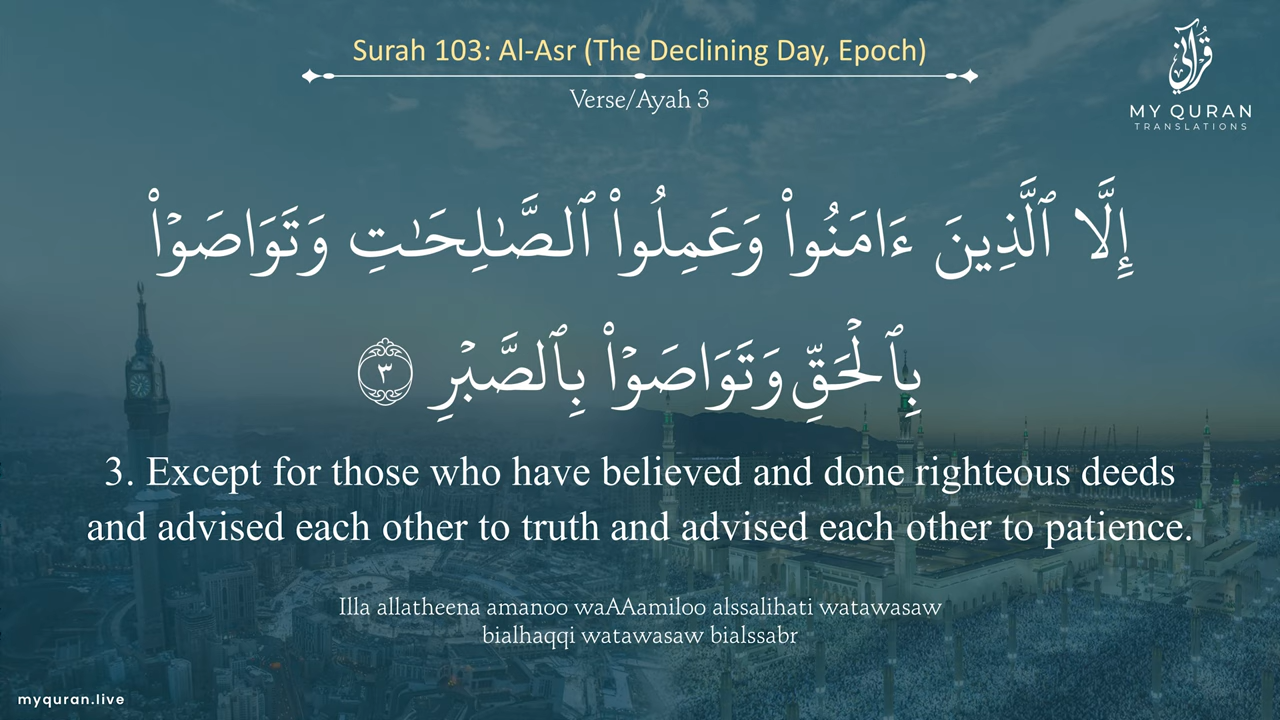 Surah 103: Al-Asr (The Declining Day, Epoch)
Verse/Ayah 3
قرآني
MY QURAN
TRANSLATIONS
إِلَّا ٱلَّذِينَ ءَامَنُوا۟ وَعَمِلُوا۟ ٱلصَّـٰلِحَـٰتِ وَتَوَاصَوْا۟
بِٱلْحَقِّ وَتَوَاصَوْا۟ بِٱلصَّبْرِ ٣
3. Except for those who have believed and done righteous deeds
and advised each other to truth and advised each other to patience.
Illa allatheena amanoo waAAamiloo alssalihati watawasaw
bialhaqqi watawasaw bialssabr
myquran.live